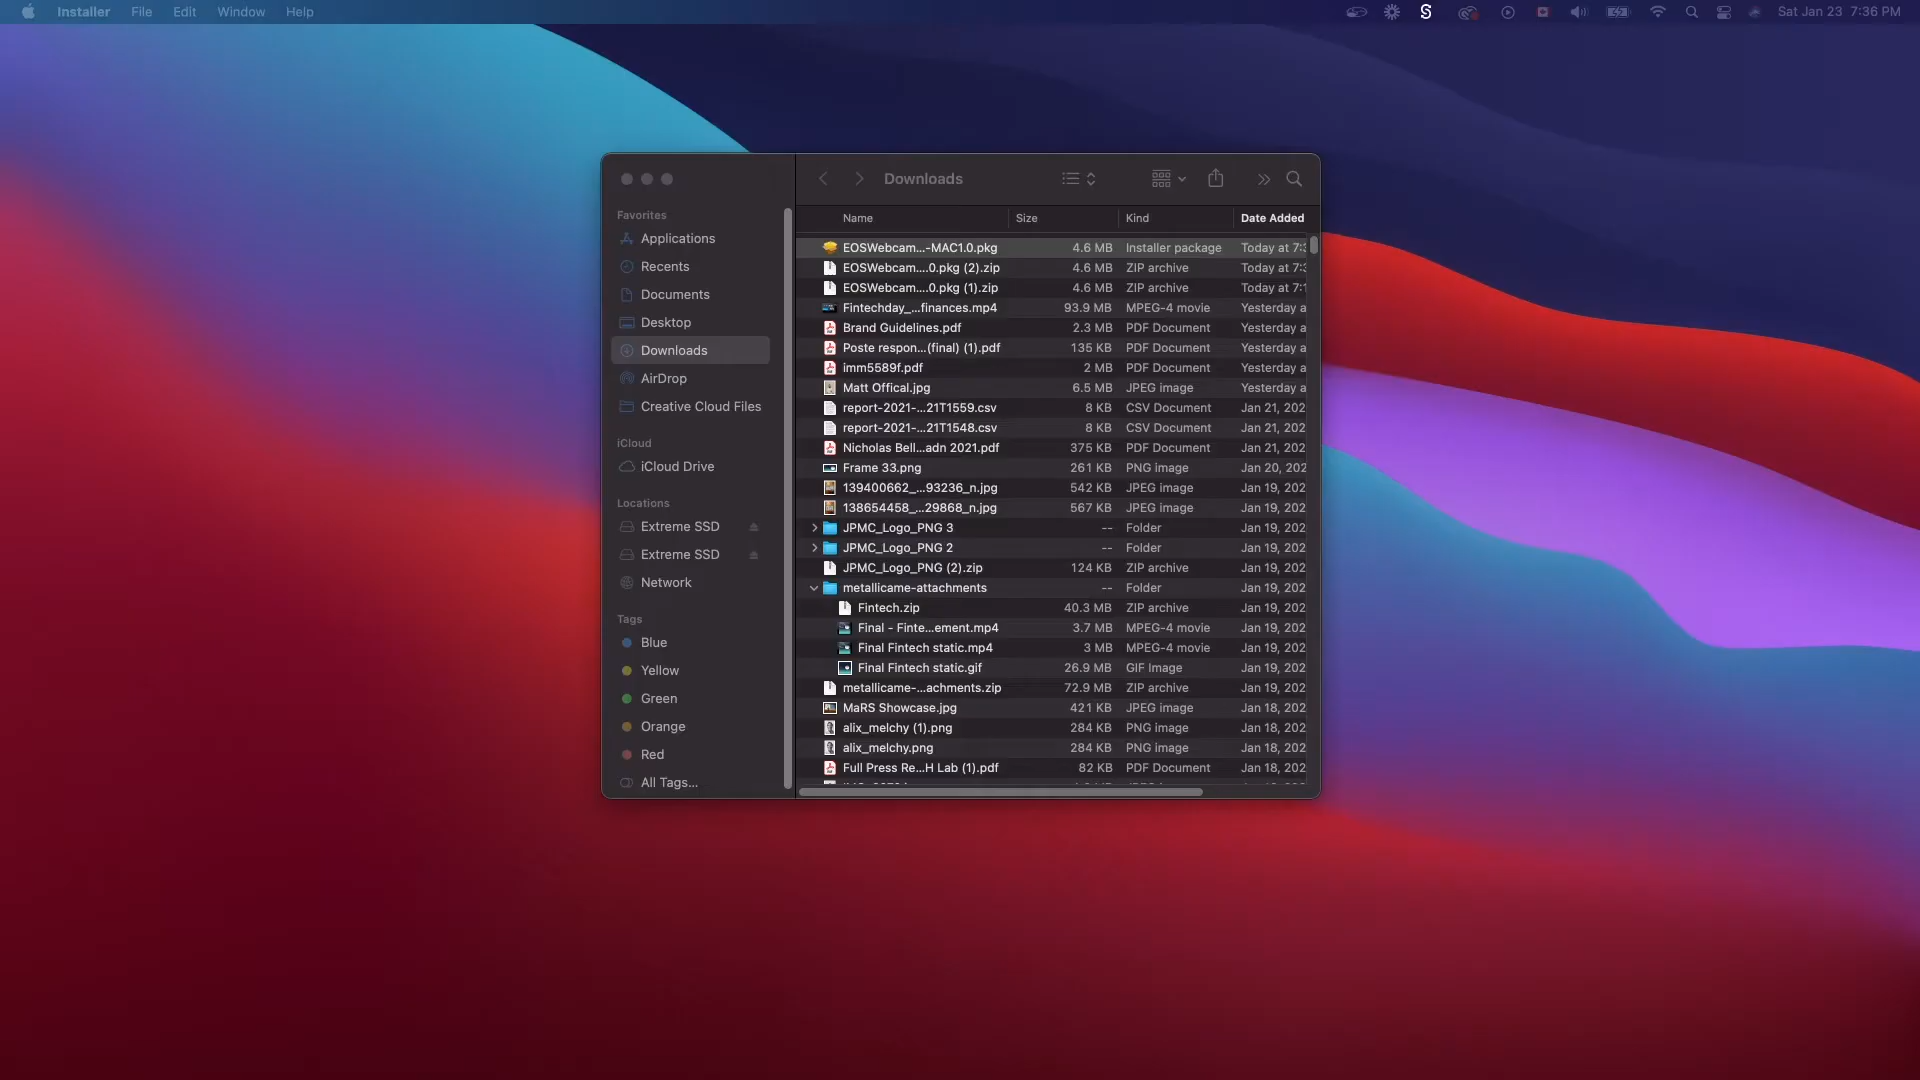 Installer File Edit Window Help
S Sat Jan 23 7:36 PM
Downloads
Favorites
Applications
Recents
Documents
Desktop
Downloads
AirDrop
Creative Cloud Files
iCloud
iCloud Drive
Locations
Extreme SSD
Extreme SSD
Network
Tags
Blue
Yellow
Green
Orange
Red
All Tags...
Name Size Kind Date Added
EOSWebcam...-MAC1.0.pkg 4.6 MB Installer package Today at 7:3
EOSWebcam....0.pkg (2).zip 4.6 MB ZIP archive Today at 7:3
EOSWebcam....0.pkg (1).zip 4.6 MB ZIP archive Today at 7:1
Fintechday_...finances.mp4 93.9 MB MPEG-4 movie Yesterday a
Brand Guidelines.pdf 2.3 MB PDF Document Yesterday a
Poste respon...(final) (1).pdf 135 KB PDF Document Yesterday a
imm5589f.pdf 2 MB PDF Document Yesterday a
Matt Offical.jpg 6.5 MB JPEG image Yesterday a
report-2021-...21T1559.csv 8 KB CSV Document Jan 21, 202
report-2021-...21T1548.csv 8 KB CSV Document Jan 21, 202
Nicholas Bell...adn 2021.pdf 375 KB PDF Document Jan 21, 202
Frame 33.png 261 KB PNG image Jan 20, 202
139400662_...93236_n.jpg 542 KB JPEG image Jan 19, 202
138654458_...29868_n.jpg 567 KB JPEG image Jan 19, 202
JPMC_Logo_PNG 3 -- Folder Jan 19, 202
JPMC_Logo_PNG 2 -- Folder Jan 19, 202
JPMC_Logo_PNG (2).zip 124 KB ZIP archive Jan 19, 202
metallicame-attachments -- Folder Jan 19, 202
Fintech.zip 40.3 MB ZIP archive Jan 19, 202
Final - Finte...ement.mp4 3.7 MB MPEG-4 movie Jan 19, 202
Final Fintech static.mp4 3 MB MPEG-4 movie Jan 19, 202
Final Fintech static.gif 26.9 MB GIF Image Jan 19, 202
metallicame-...achments.zip 72.9 MB ZIP archive Jan 19, 202
MaRS Showcase.jpg 421 KB JPEG image Jan 18, 202
alix_melchy (1).png 284 KB PNG image Jan 18, 202
alix_melchy.png 284 KB PNG image Jan 18, 202
Full Press Re...H Lab (1).pdf 82 KB PDF Document Jan 18, 202